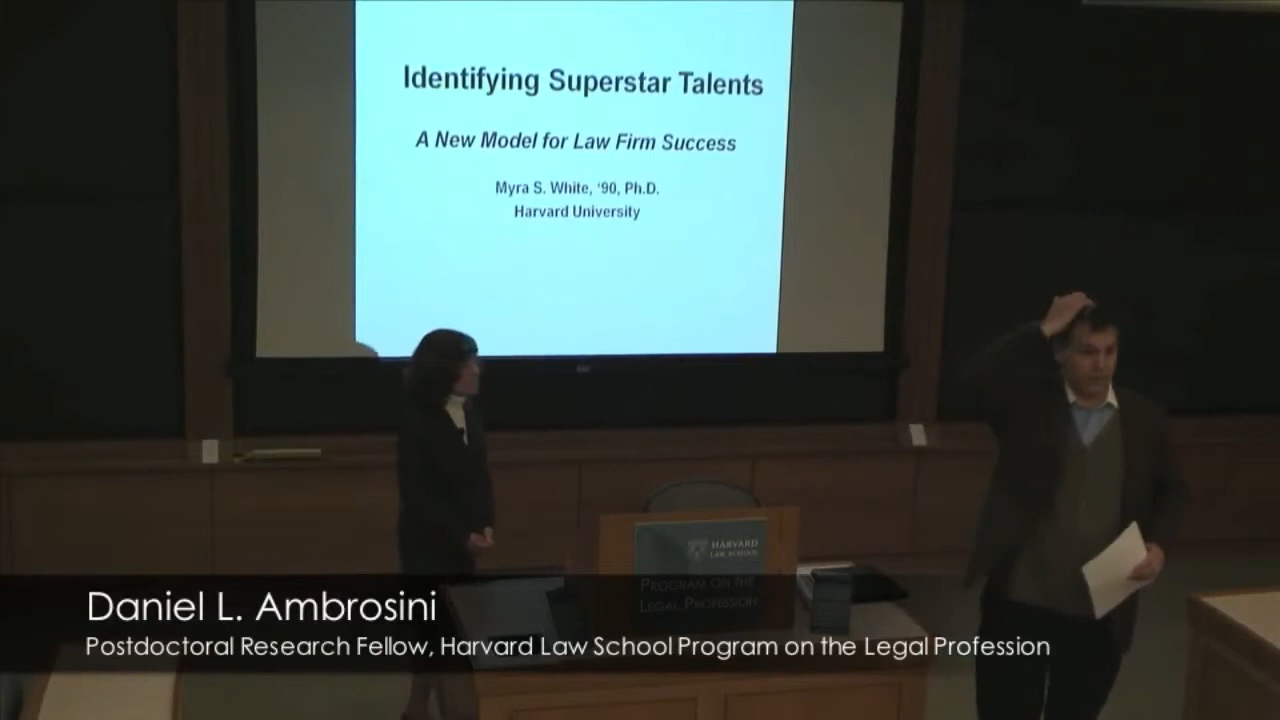 Identifying Superstar Talents
A New Model for Law Firm Success
Myra S. White, ‘90, Ph.D.
Harvard University
HARVARD
LAW SCHOOL
PROGRAM ON THE
LEGAL PROFESSION
Daniel L. Ambrosini
Postdoctoral Research Fellow, Harvard Law School Program on the Legal Profession